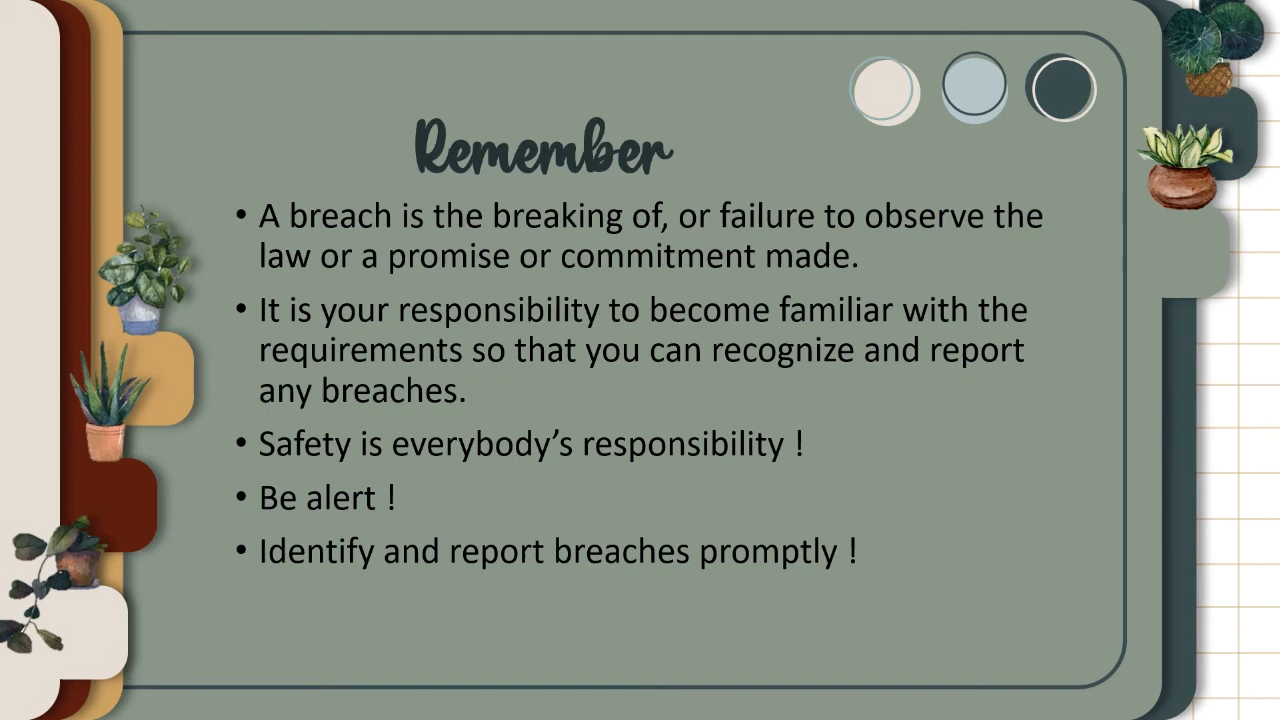 Remember
• A breach is the breaking of, or failure to observe the
law or a promise or commitment made.
• It is your responsibility to become familiar with the
requirements so that you can recognize and report
any breaches.
• Safety is everybody’s responsibility !
• Be alert !
• Identify and report breaches promptly !